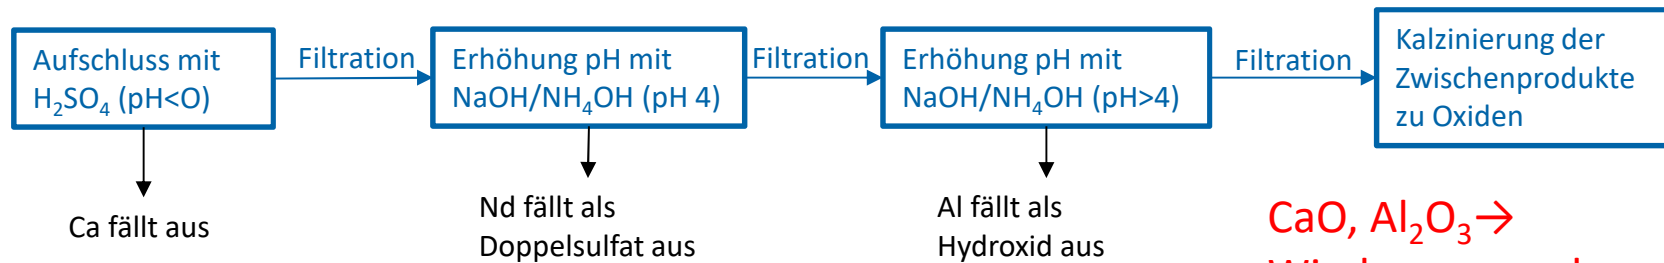 Aufschluss mit
H₂SO₄ (pH<O)
Filtration
Erhöhung pH mit
NaOH/NH₄OH (pH 4)
Filtration
Erhöhung pH mit
NaOH/NH₄OH (pH>4)
Filtration
Kalzinierung der
Zwischenprodukte
zu Oxiden
Ca fällt aus
Nd fällt als
Doppelsulfat aus
Al fällt als
Hydroxid aus
CaO, Al₂O₃→